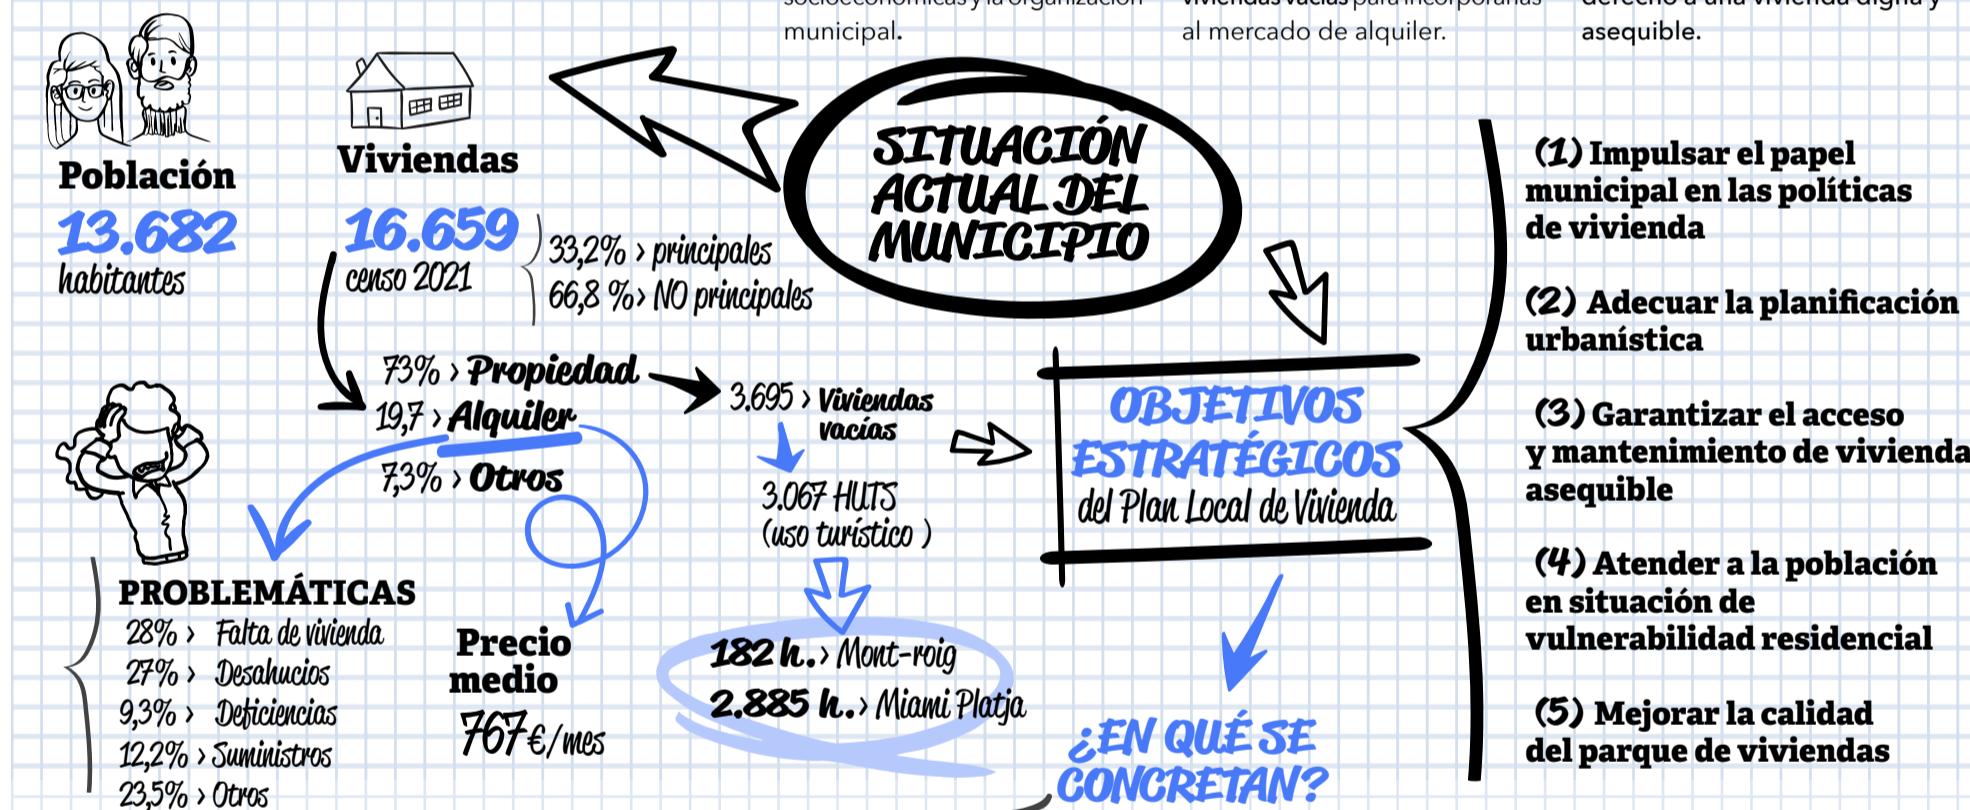 municipal.
al mercado de alquiler.
derecho a una vivienda digna y
asequible.
Población
13.682
habitantes
Viviendas
16.659
censo 2021
33,2% > principales
66,8 % > NO principales
SITUACIÓN
ACTUAL DEL
MUNICIPIO
73% > Propiedad
19,7 > Alquiler
7,3% > Otros
3.695 > Viviendas
vacías
3.067 HUTS
(uso turístico )
182 h. > Mont-roig
2.885 h. > Miami Platja
PROBLEMÁTICAS
28% > Falta de vivienda
27% > Desahucios
9,3% > Deficiencias
12,2% > Suministros
23,5% > Otros
Precio
medio
767€/mes
OBJETIVOS
ESTRATÉGICOS
del Plan Local de Vivienda
¿EN QUÉ SE
CONCRETAN?
(1) Impulsar el papel
municipal en las políticas
de vivienda
(2) Adecuar la planificación
urbanística
(3) Garantizar el acceso
y mantenimiento de vivienda
asequible
(4) Atender a la población
en situación de
vulnerabilidad residencial
(5) Mejorar la calidad
del parque de viviendas